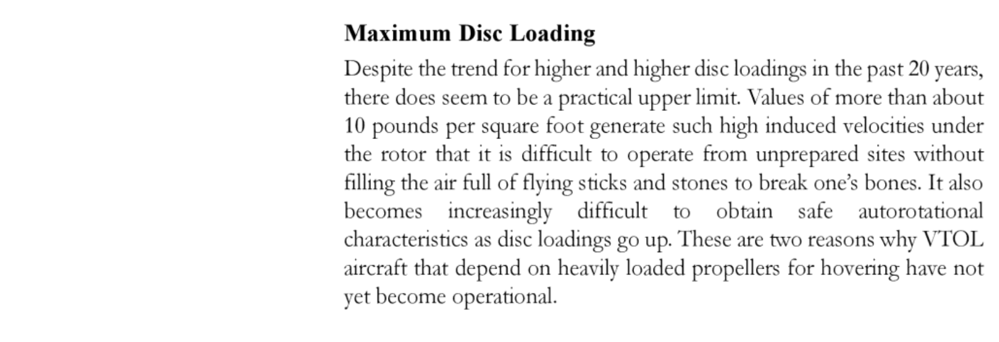 Maximum Disc Loading
Despite the trend for higher and higher disc loadings in the past 20 years,
there does seem to be a practical upper limit. Values of more than about
10 pounds per square foot generate such high induced velocities under
the rotor that it is difficult to operate from unprepared sites without
filling the air full of flying sticks and stones to break one’s bones. It also
becomes increasingly difficult to obtain safe autorotational
characteristics as disc loadings go up. These are two reasons why VTOL
aircraft that depend on heavily loaded propellers for hovering have not
yet become operational.